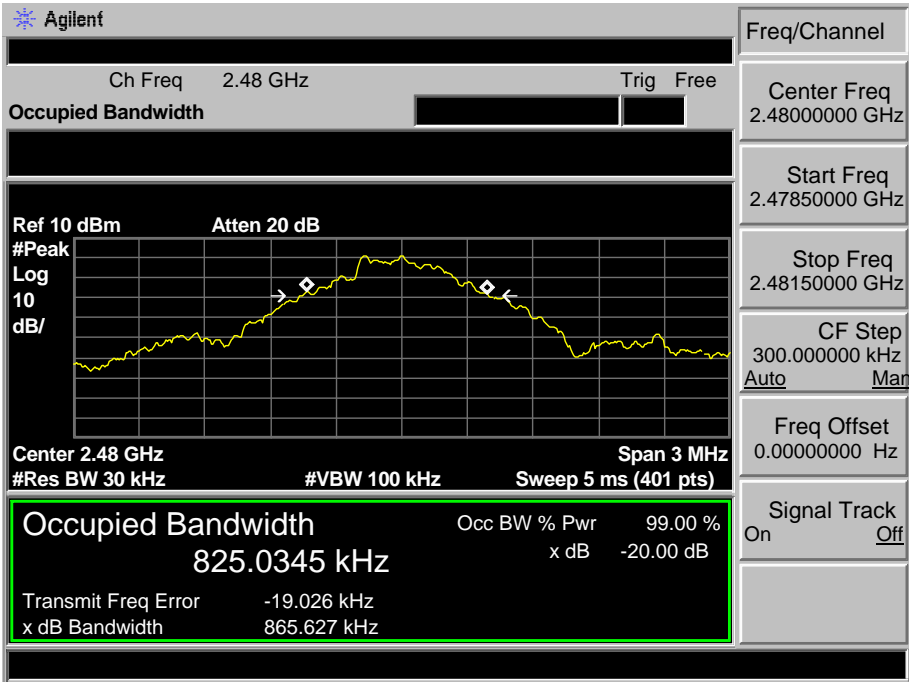 Agilent
Freq/Channel
Ch Freq 2.48 GHz Trig Free
Occupied Bandwidth
Center Freq
2.48000000 GHz
Start Freq
2.47850000 GHz
Stop Freq
2.48150000 GHz
CF Step
300.000000 kHz
Auto Man
Freq Offset
0.00000000 Hz
Signal Track
On Off
Ref 10 dBm Atten 20 dB
#Peak
Log
10
dB/
Center 2.48 GHz Span 3 MHz
#Res BW 30 kHz #VBW 100 kHz Sweep 5 ms (401 pts)
Occupied Bandwidth Occ BW % Pwr 99.00 %
825.0345 kHz x dB -20.00 dB
Transmit Freq Error -19.026 kHz
x dB Bandwidth 865.627 kHz